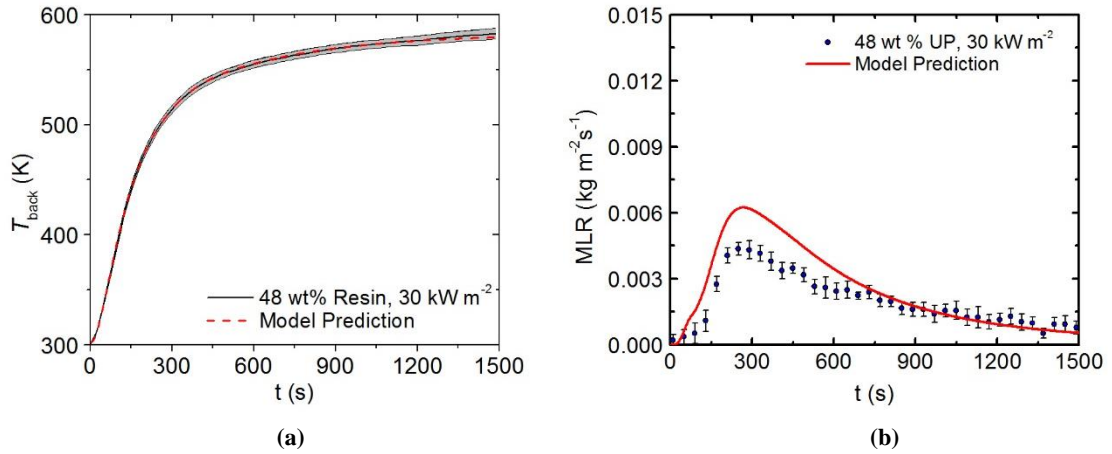 600
500
400
300
T_back (K)
48 wt% Resin, 30 kW m⁻²
Model Prediction
0 300 600 900 1200 1500
t (s)
(a)
0.015
0.012
0.009
0.006
0.003
0.000
MLR (kg m⁻²s⁻¹)
48 wt % UP, 30 kW m⁻²
Model Prediction
0 300 600 900 1200 1500
t (s)
(b)